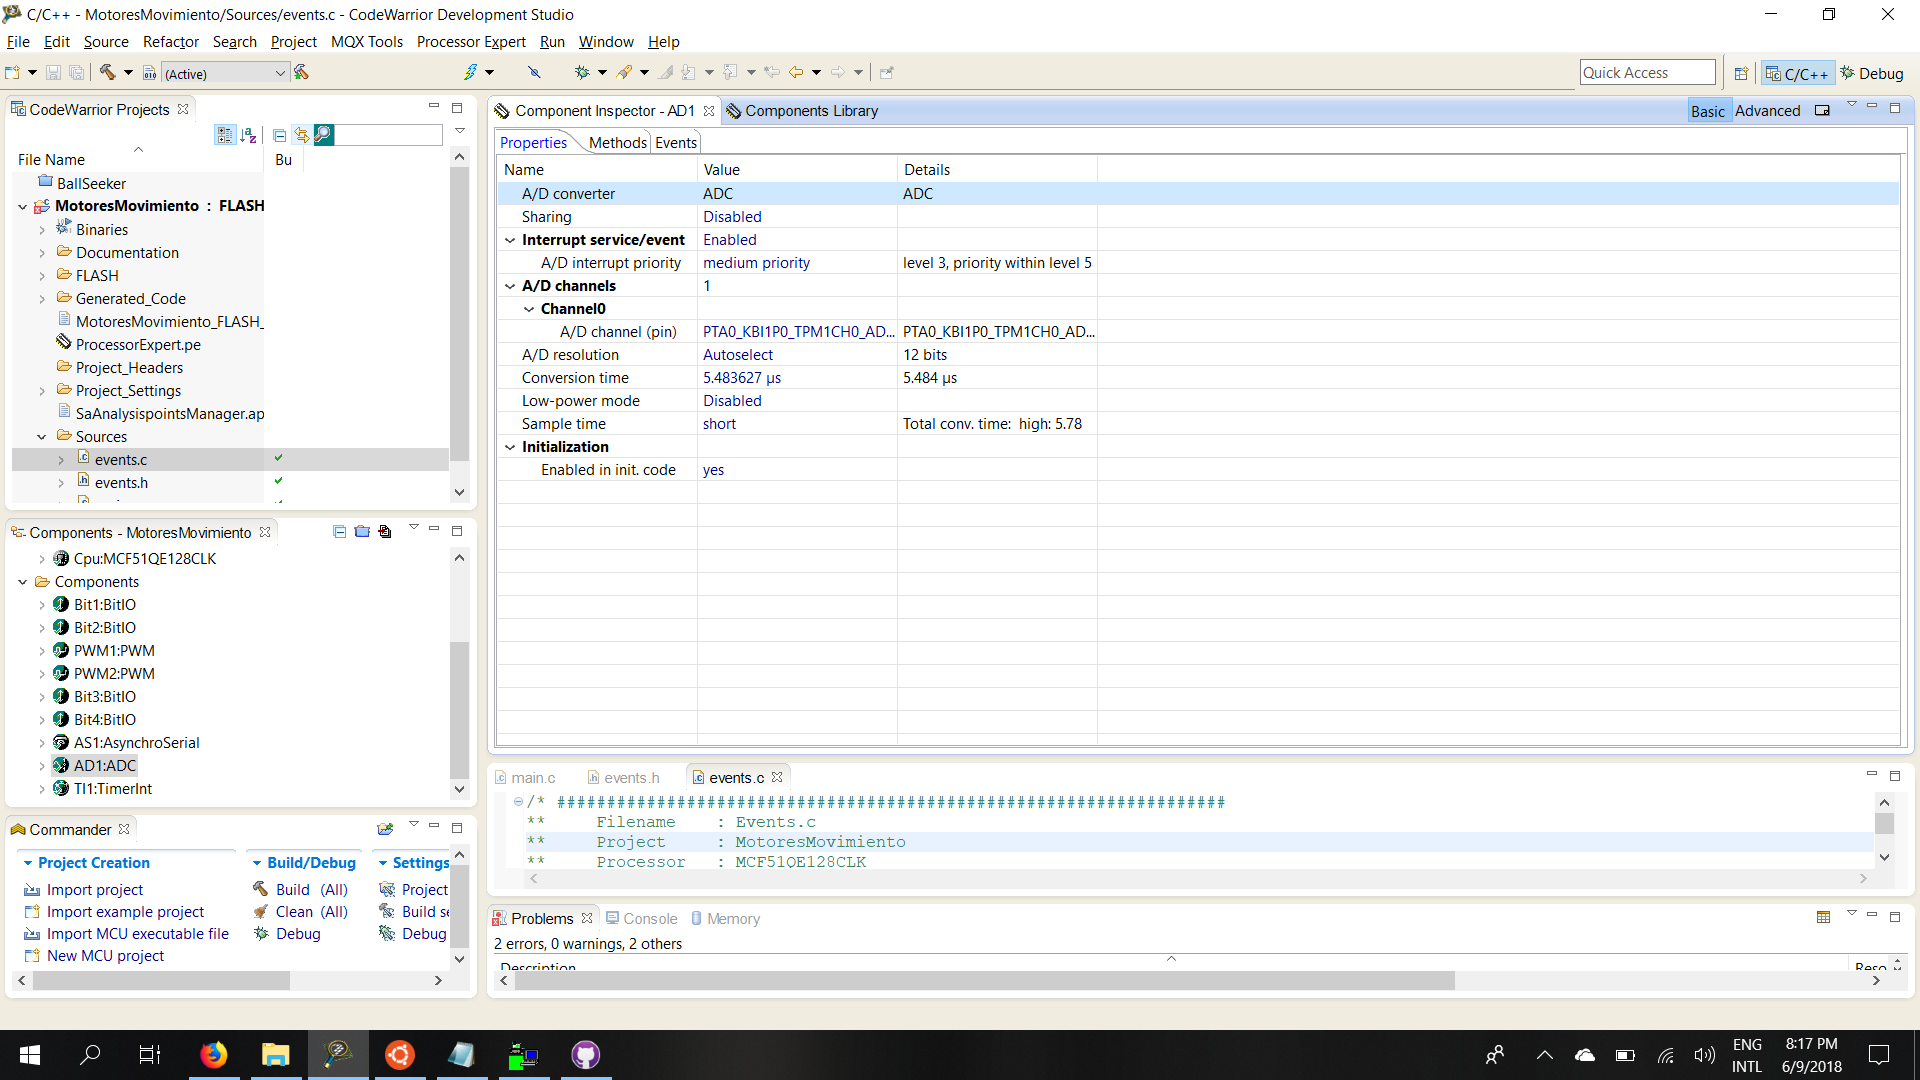 C/C++ - MotoresMovimiento/Sources/events.c - CodeWarrior Development Studio
File Edit Source Refactor Search Project MQX Tools Processor Expert Run Window Help
(Active)
Quick Access
C/C++
Debug
CodeWarrior Projects
File Name Bu
BallSeeker
MotoresMovimiento : FLASH
Binaries
Documentation
FLASH
Generated_Code
MotoresMovimiento_FLASH_
ProcessorExpert.pe
Project_Headers
Project_Settings
SaAnalysispointsManager.ap
Sources
events.c
events.h
Components - MotoresMovimiento
Cpu:MCF51QE128CLK
Components
Bit1:BitIO
Bit2:BitIO
PWM1:PWM
PWM2:PWM
Bit3:BitIO
Bit4:BitIO
AS1:AsynchroSerial
AD1:ADC
TI1:TimerInt
Commander
Project Creation
Import project
Import example project
Import MCU executable file
New MCU project
Build/Debug
Build (All)
Clean (All)
Debug
Settings
Project
Build se
Debug
Component Inspector - AD1
Components Library
Basic Advanced
Properties Methods Events
Name Value Details
A/D converter ADC ADC
Sharing Disabled
Interrupt service/event Enabled
A/D interrupt priority medium priority level 3, priority within level 5
A/D channels 1
Channel0
A/D channel (pin) PTA0_KBI1P0_TPM1CH0_AD... PTA0_KBI1P0_TPM1CH0_AD...
A/D resolution Autoselect 12 bits
Conversion time 5.483627 µs 5.484 µs
Low-power mode Disabled
Sample time short Total conv. time: high: 5.78
Initialization
Enabled in init. code yes
main.c events.h events.c
/* ###################################################################
** Filename : Events.c
** Project : MotoresMovimiento
** Processor : MCF51QE128CLK
Problems Console Memory
2 errors, 0 warnings, 2 others
Description Reso
ENG
INTL
8:17 PM
6/9/2018